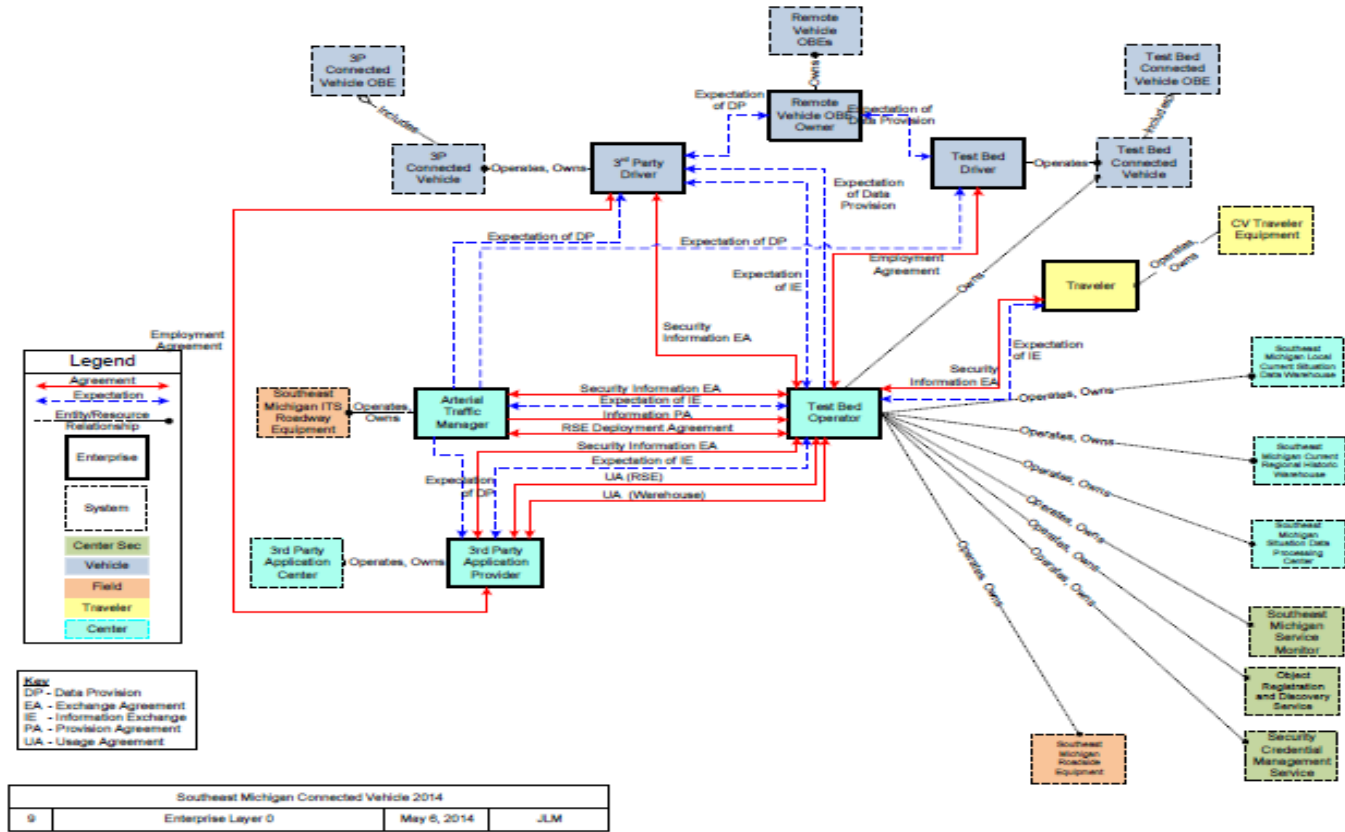 Remote
Vehicle
OBEs
3P
Connected
Vehicle OBE
Test Bed
Connected
Vehicle OBE
Owns
Includes
Includes
Expectation
of DP
Remote
Vehicle OBE
Owner
Expectation of
Data Provision
3P
Connected
Vehicle
Operates, Owns
3rd Party
Driver
Test Bed
Driver
Operates
Test Bed
Connected
Vehicle
Expectation
of Data
Provision
CV Traveler
Equipment
Operates,
Owns
Expectation of DP
Expectation of DP
Employment
Agreement
Owns
Traveler
Expectation
of IE
Security
Information EA
Employment
Agreement
Expectation
of IE
Security
Information EA
Southeast
Michigan Local
Current Situation
Data Warehouse
Operates, Owns
Legend
Agreement
Expectation
Entity/Resource
Relationship
Enterprise
System
Center Sec
Vehicle
Field
Traveler
Center
Southeast
Michigan ITS
Roadway
Equipment
Operates,
Owns
Arterial
Traffic
Manager
Security Information EA
Expectation of IE
Information PA
RSE Deployment Agreement
Test Bed
Operator
Security Information EA
Expectation of IE
UA (RSE)
UA (Warehouse)
Expectation
of DP
Operates, Owns
Southeast
Michigan Current
Regional Historic
Warehouse
Operates, Owns
Southeast
Michigan
Situation Data
Processing
Center
3rd Party
Application
Center
Operates, Owns
3rd Party
Application
Provider
Operates, Owns
Operates, Owns
Operates, Owns
Operates, Owns
Southeast
Michigan
Service
Monitor
Object
Registration
and Discovery
Service
Security
Credential
Management
Service
Southeast
Michigan
Roadside
Equipment
Key
DP - Data Provision
EA - Exchange Agreement
IE - Information Exchange
PA - Provision Agreement
UA - Usage Agreement
Southeast Michigan Connected Vehicle 2014
9 Enterprise Layer 0 May 6, 2014 JLM